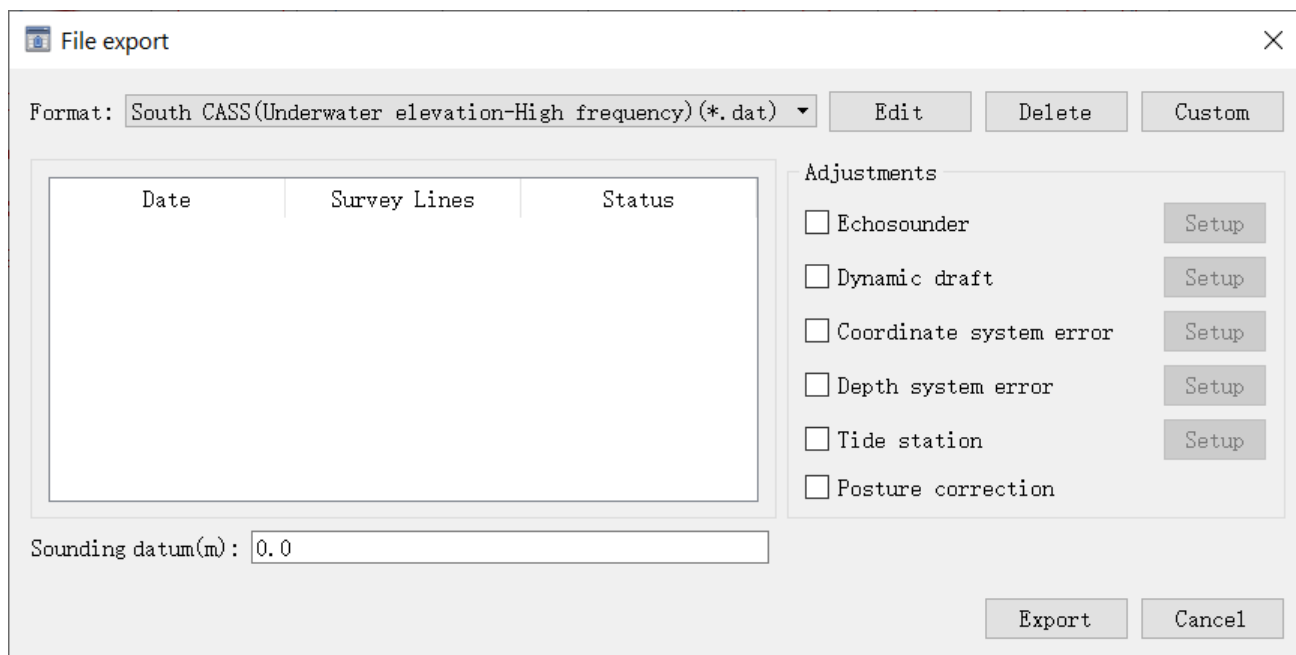 File export
Format: South CASS(Underwater elevation-High frequency)(*.dat) Edit Delete Custom
Date Survey Lines Status
Adjustments
Echosounder Setup
Dynamic draft Setup
Coordinate system error Setup
Depth system error Setup
Tide station Setup
Posture correction
Sounding datum(m): 0.0
Export Cancel